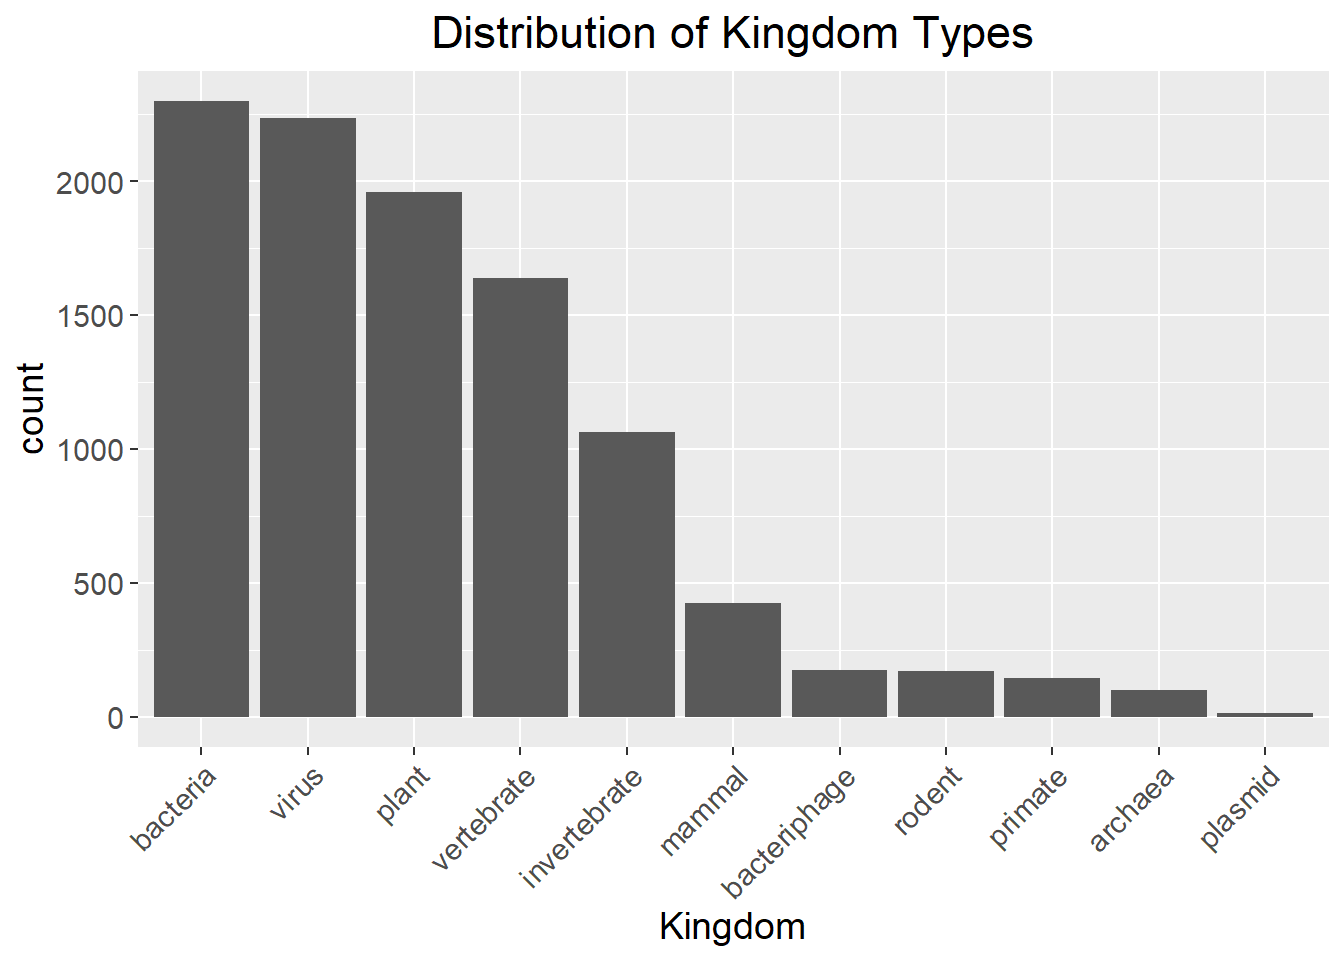 Distribution of Kingdom Types
count
2000
1500
1000
500
0
bacteria
virus
plant
vertebrate
invertebrate
mammal
bacteriphage
rodent
primate
archaea
plasmid
Kingdom